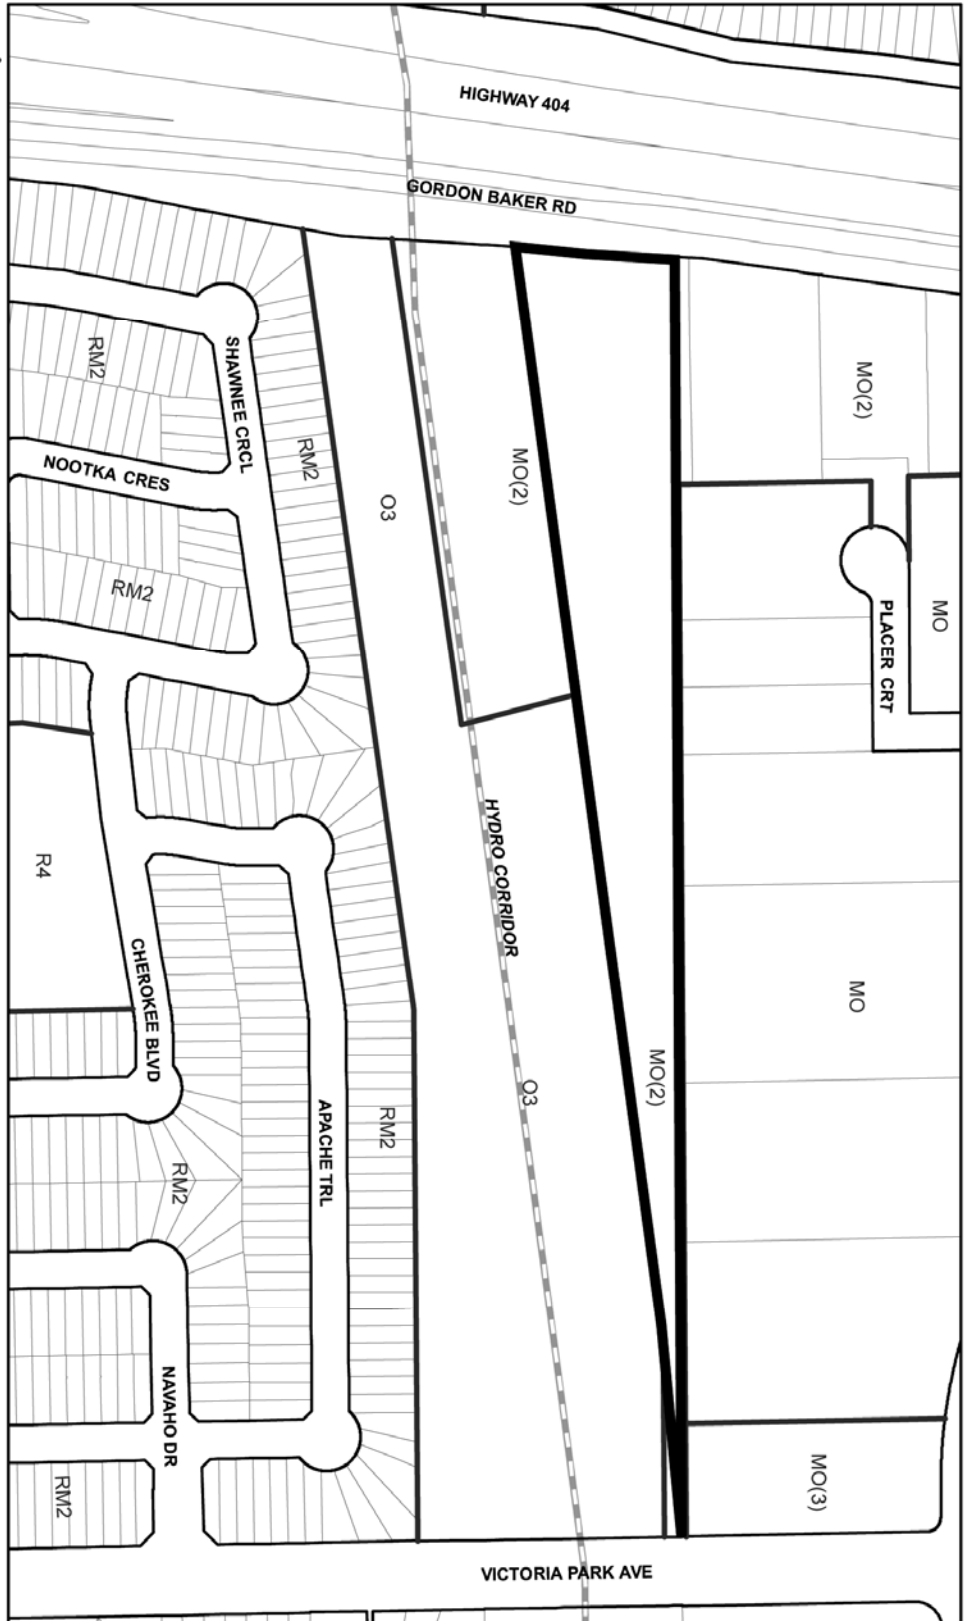 HIGHWAY 404
GORDON BAKER RD
SHAWNEE CRCL
RM2
MO(2)
RM2
MO(2)
NOOTKA CRES
O3
RM2
MO
PLACER CRT
HYDRO CORRIDOR
R4
CHEROKEE BLVD
MO
MO(2)
O3
APACHE TRL
RM2
RM2
NAVAHO DR
MO(3)
RM2
VICTORIA PARK AVE